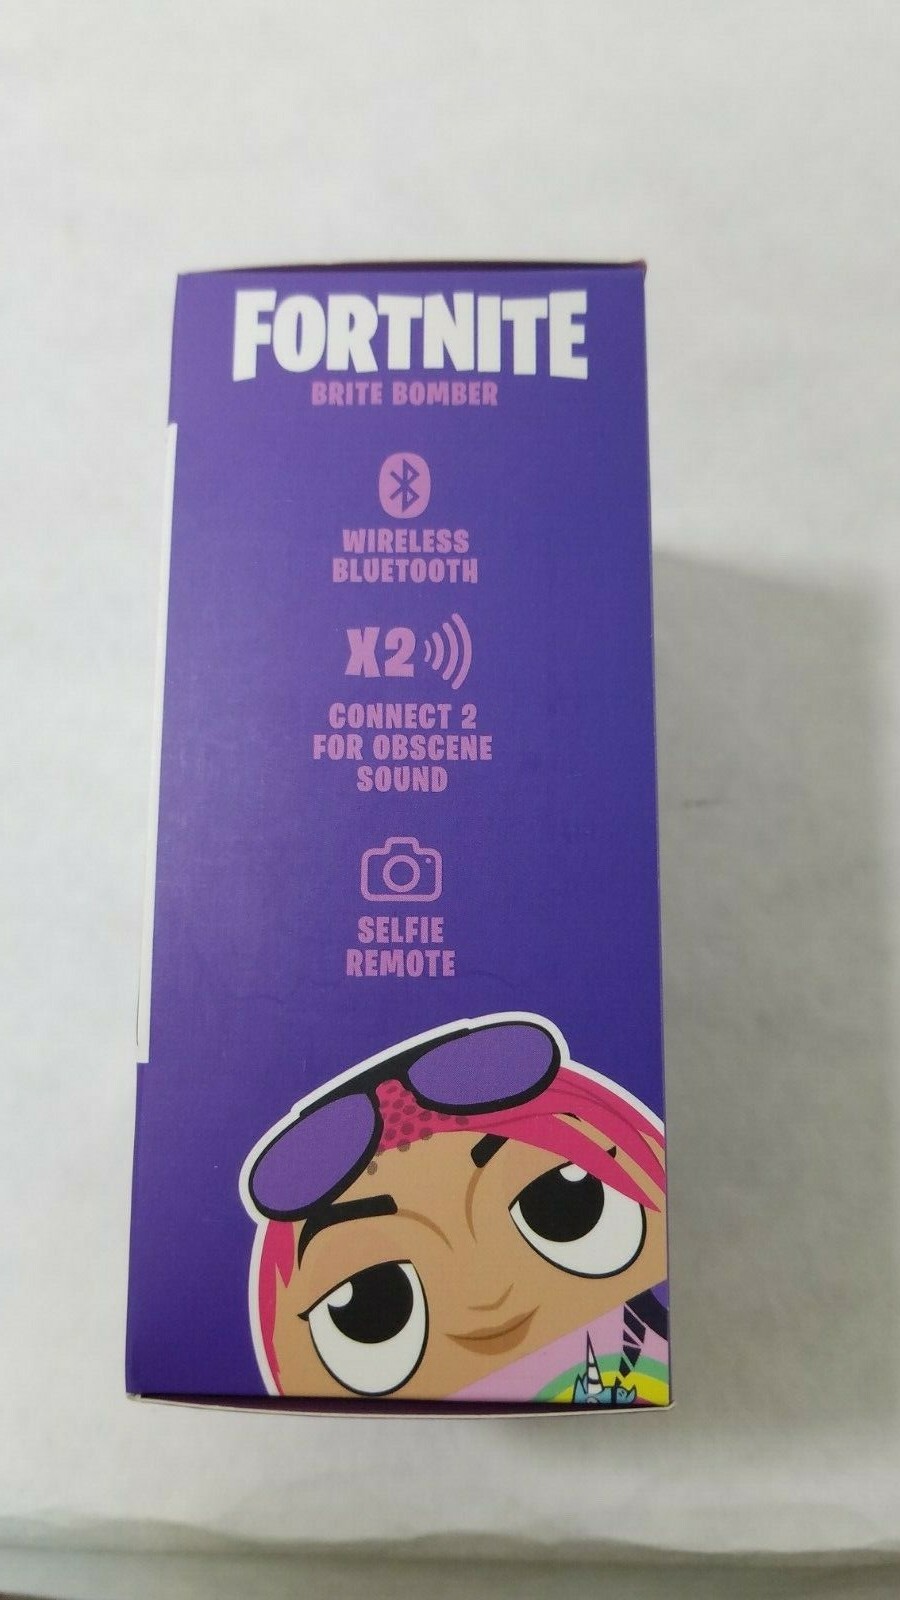 FORTNITE
BRITE BOMBER
WIRELESS
BLUETOOTH
X2
CONNECT 2
FOR OBSCENE
SOUND
SELFIE
REMOTE